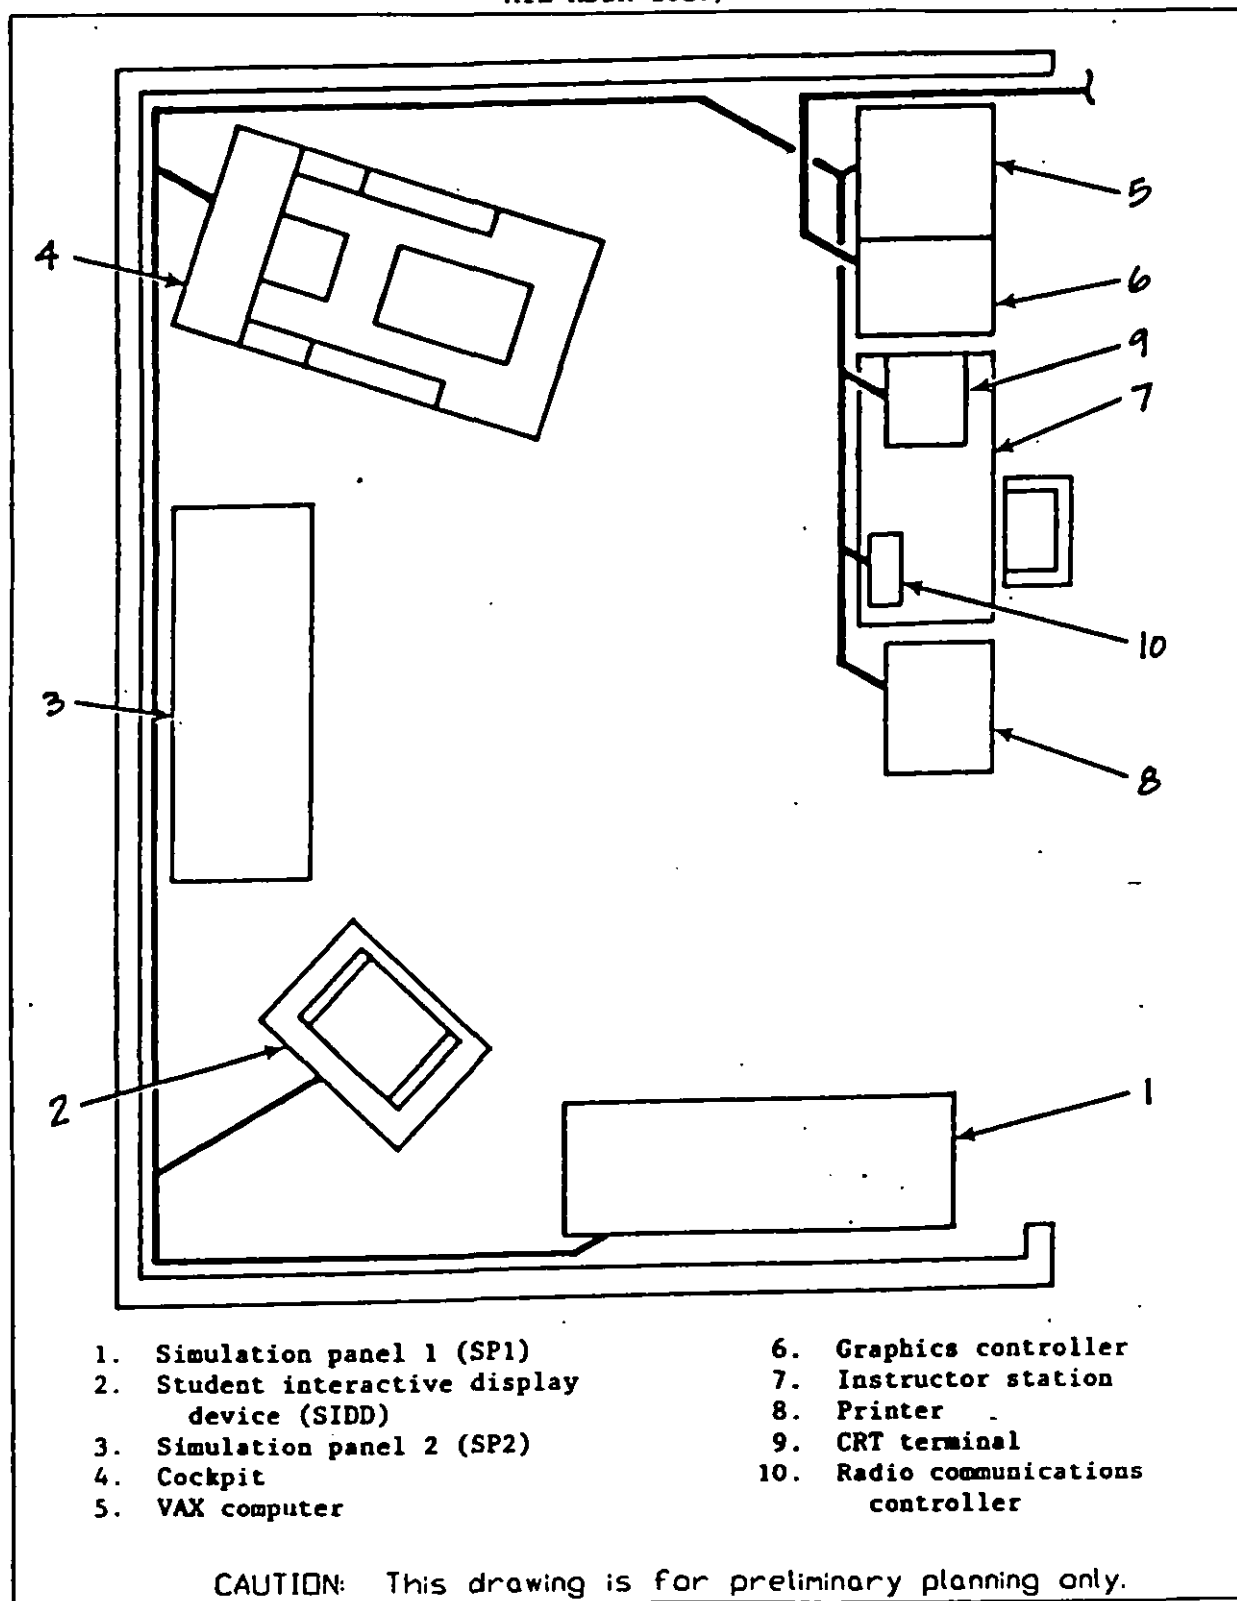 4
5
6
9
7
10
3
8
2
1
1. Simulation panel 1 (SP1)
2. Student interactive display
device (SIDD)
3. Simulation panel 2 (SP2)
4. Cockpit
5. VAX computer
6. Graphics controller
7. Instructor station
8. Printer
9. CRT terminal
10. Radio communications
controller
CAUTION: This drawing is for preliminary planning only.